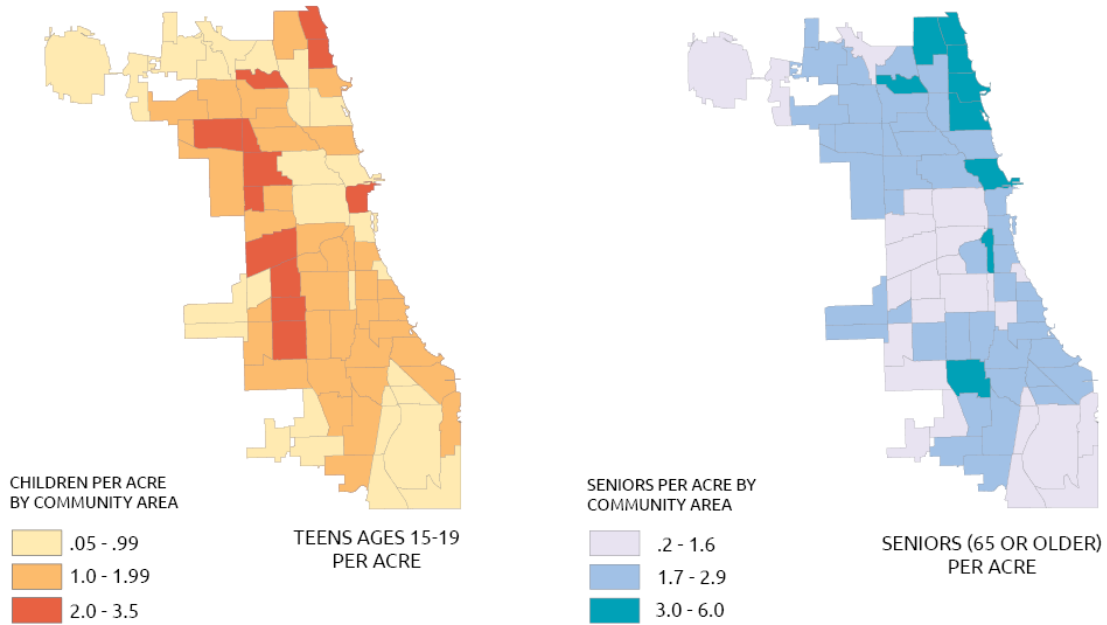 CHILDREN PER ACRE
BY COMMUNITY AREA
.05 - .99
1.0 - 1.99
2.0 - 3.5
TEENS AGES 15-19
PER ACRE
SENIORS PER ACRE BY
COMMUNITY AREA
.2 - 1.6
1.7 - 2.9
3.0 - 6.0
SENIORS (65 OR OLDER)
PER ACRE